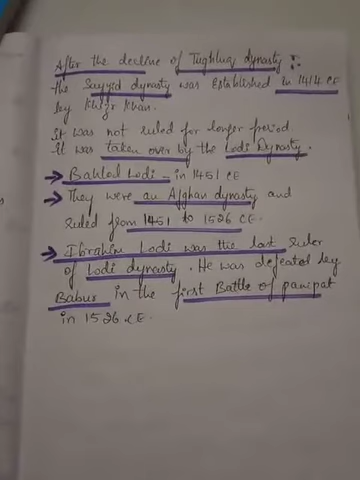 After the decline of Tughluq dynasty :-
the Sayyid dynasty was Established in 1414 CE
by Khizr Khan.
it was not ruled for longer period
It was taken over by the Lodi Dynasty.
→ Bahlol Lodi - in 1451 CE
→ They were an Afghan dynasty and
ruled from 1451 to 1526 CE.
→ Ibrahim Lodi was the last ruler
of Lodi dynasty. He was defeated by
Babur in the first Battle of panipat
in 1526 CE.